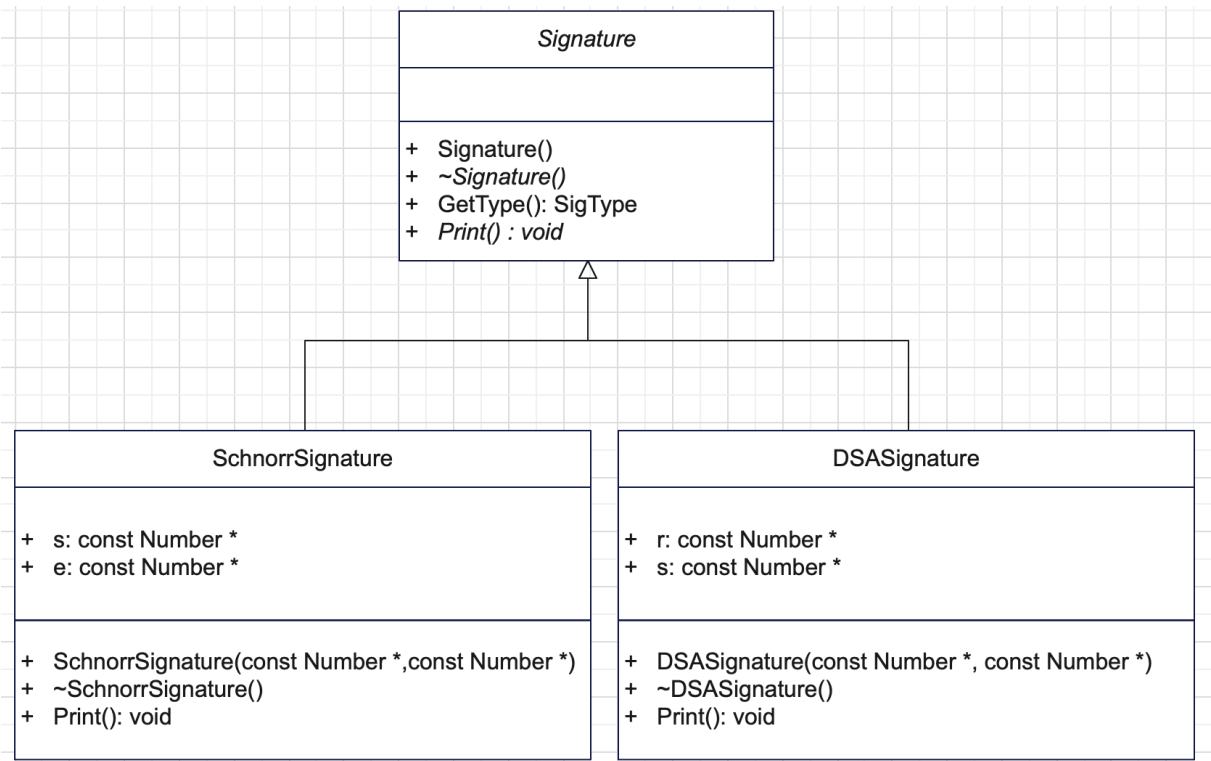 Signature
+ Signature()
+ ~Signature()
+ GetType(): SigType
+ Print() : void
SchnorrSignature
+ s: const Number *
+ e: const Number *
+ SchnorrSignature(const Number *,const Number *)
+ ~SchnorrSignature()
+ Print(): void
DSASignature
+ r: const Number *
+ s: const Number *
+ DSASignature(const Number *, const Number *)
+ ~DSASignature()
+ Print(): void